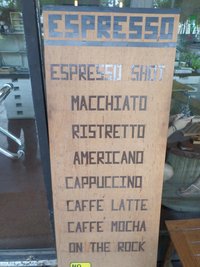 ESPRESSO
ESPRESSO SHOT
MACCHIATO
RISTRETTO
AMERICANO
CAPPUCCINO
CAFFE LATTE
CAFFE MOCHA
ON THE ROCK